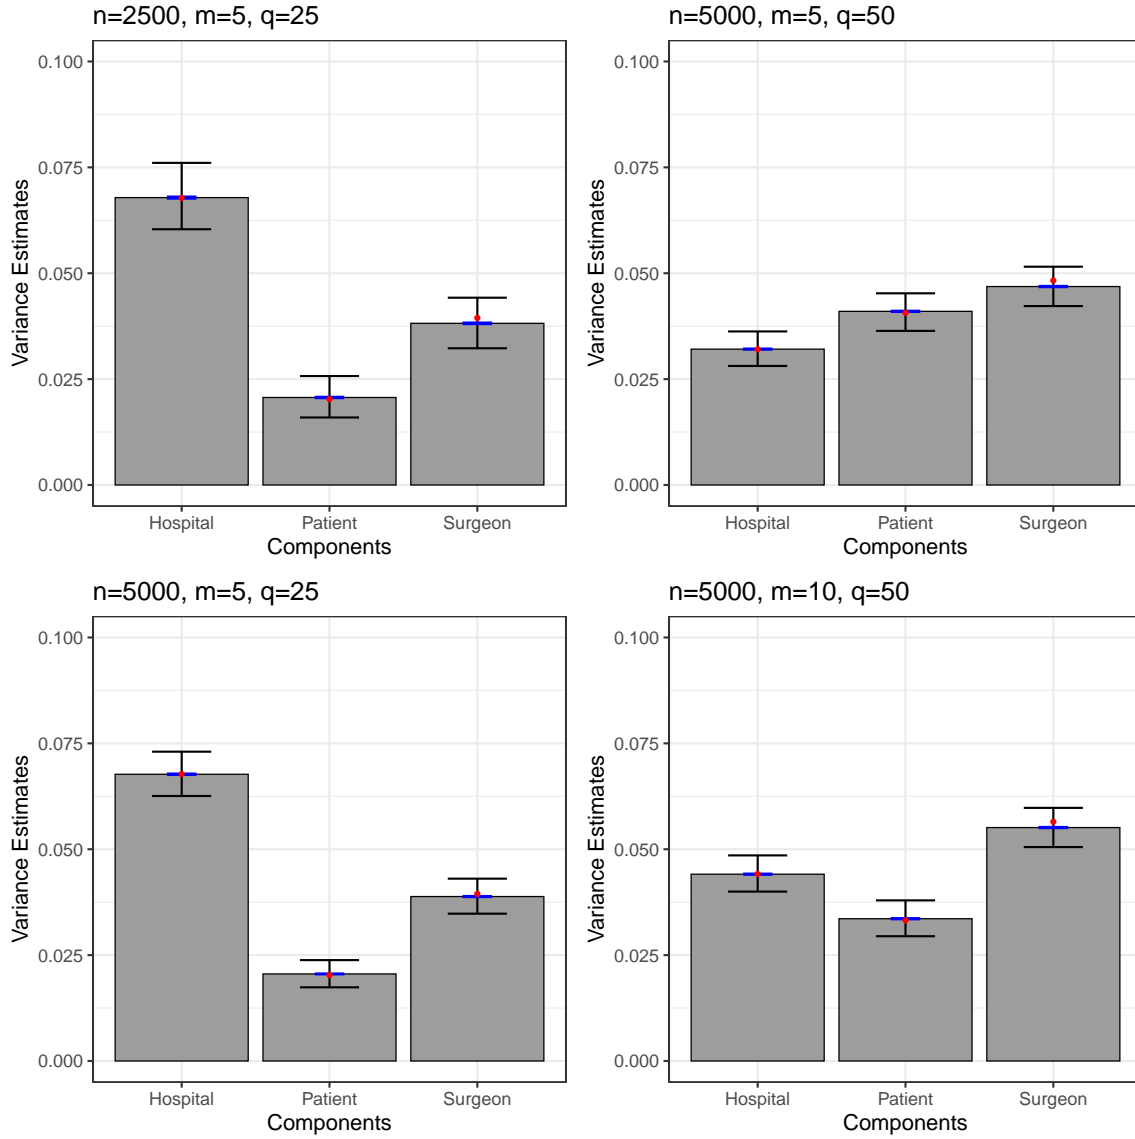 n=2500, m=5, q=25
Variance Estimates
0.100
0.075
0.050
0.025
0.000
Hospital Patient Surgeon
Components
n=5000, m=5, q=50
Variance Estimates
0.100
0.075
0.050
0.025
0.000
Hospital Patient Surgeon
Components
n=5000, m=5, q=25
Variance Estimates
0.100
0.075
0.050
0.025
0.000
Hospital Patient Surgeon
Components
n=5000, m=10, q=50
Variance Estimates
0.100
0.075
0.050
0.025
0.000
Hospital Patient Surgeon
Components